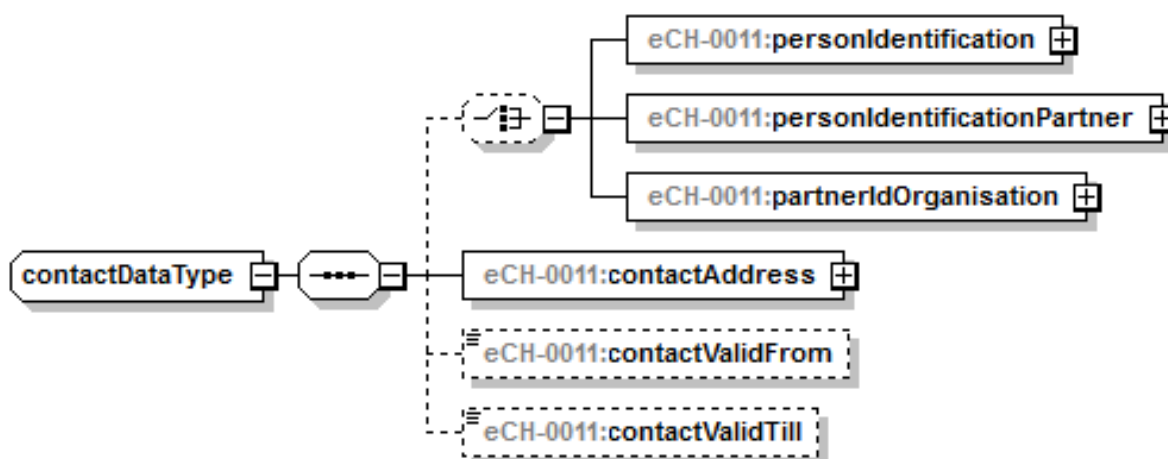 eCH-0011:personIdentification
eCH-0011:personIdentificationPartner
eCH-0011:partnerIdOrganisation
contactDataType
eCH-0011:contactAddress
eCH-0011:contactValidFrom
eCH-0011:contactValidTill